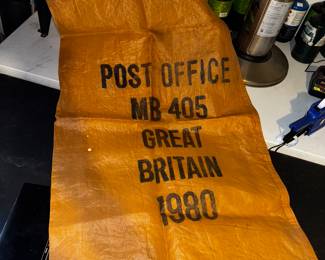 POST OFFICE
MB 405
GREAT
BRITAIN
1980